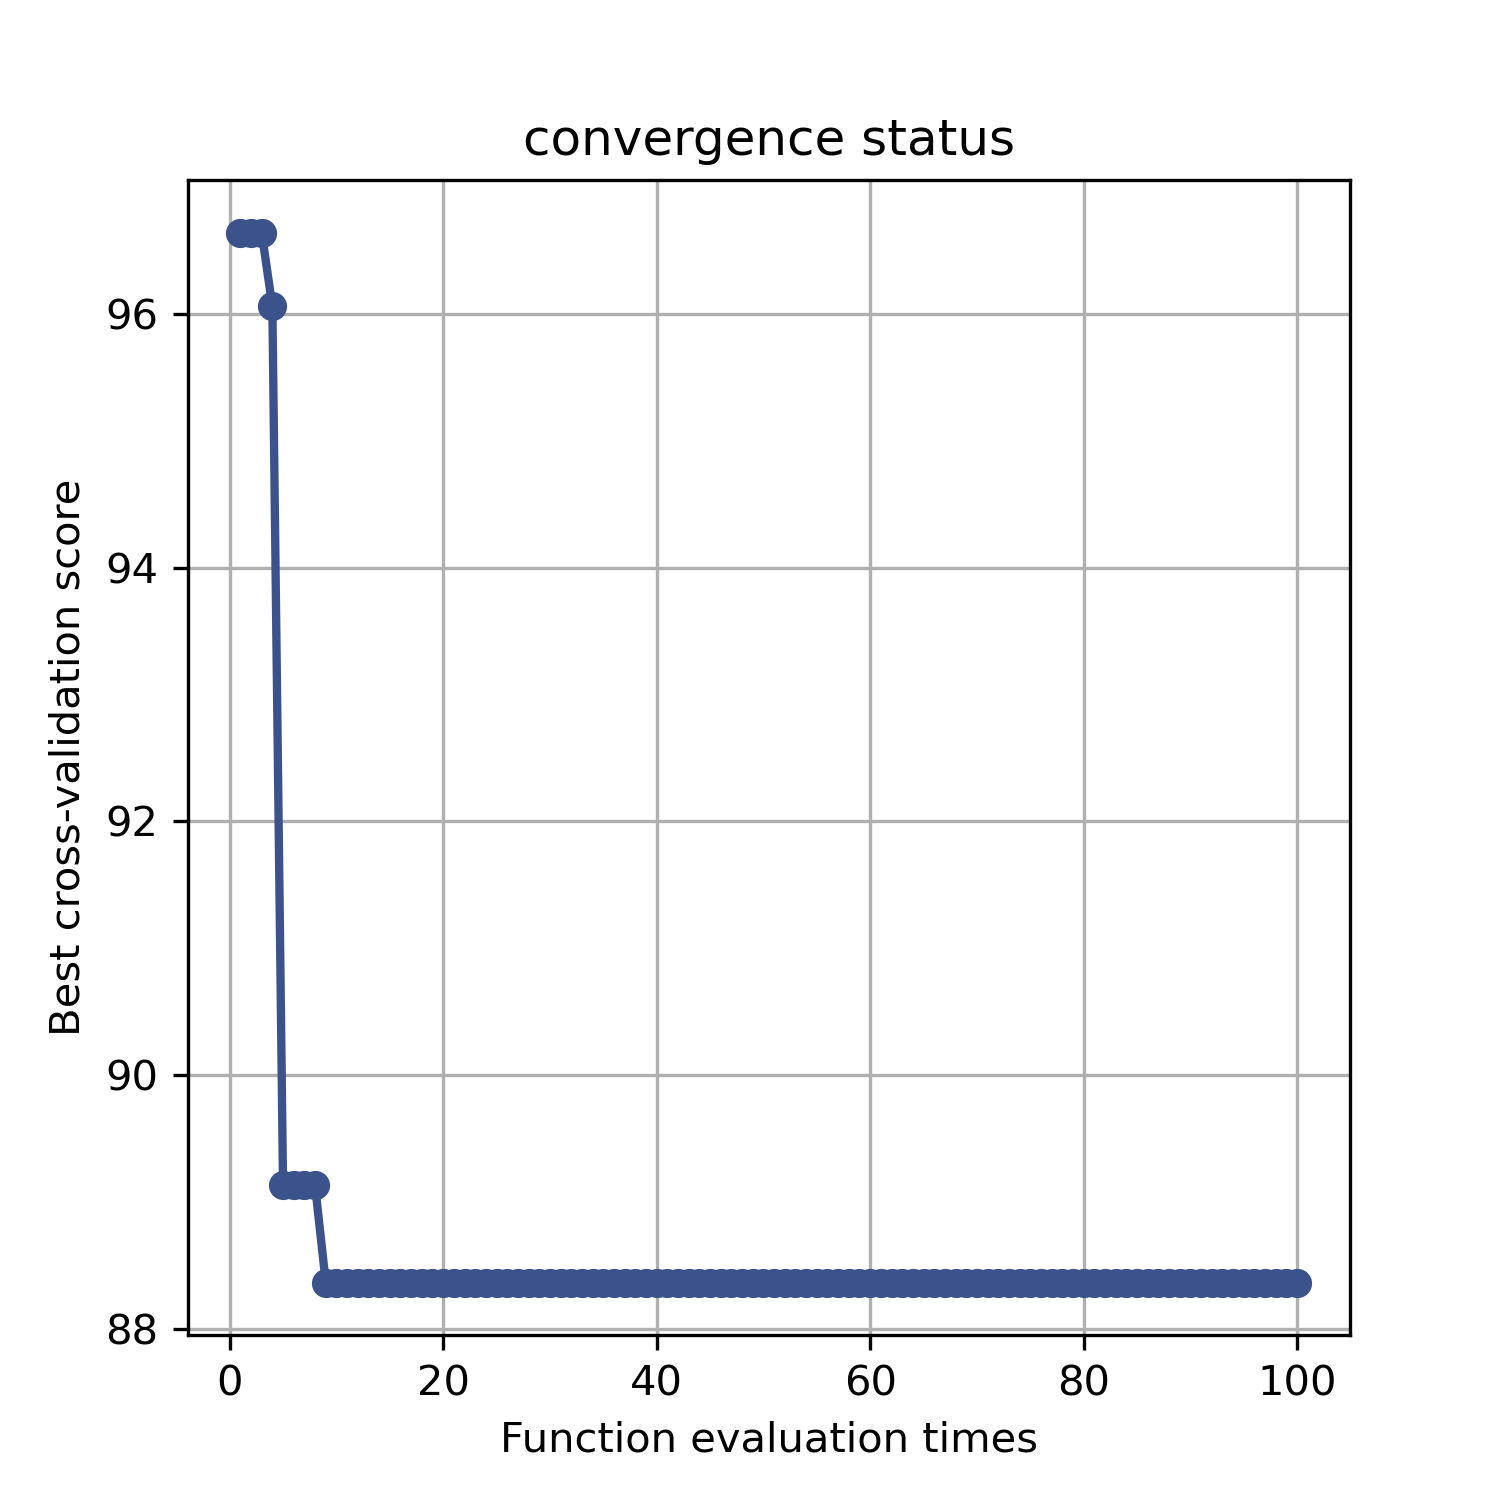 convergence status
Best cross-validation score
96
94
92
90
88
0 20 40 60 80 100
Function evaluation times